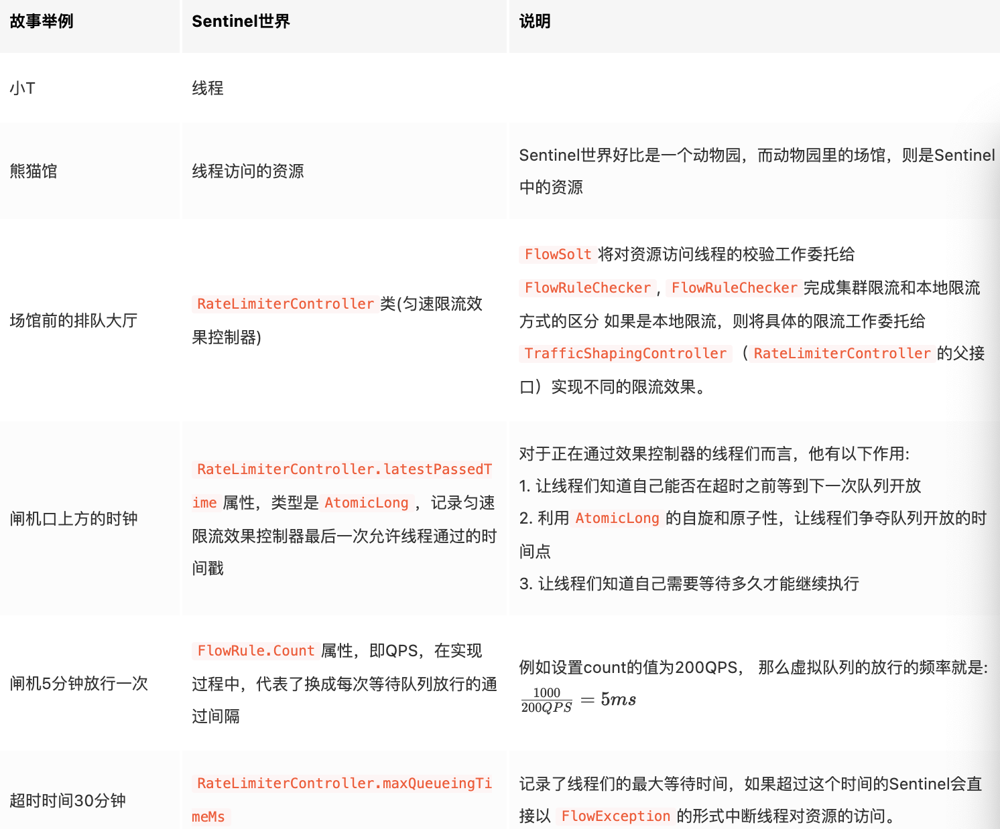 故事举例
Sentinel世界
说明
小T
线程
熊猫馆
线程访问的资源
Sentinel世界好比是一个动物园，而动物园里的场馆，则是Sentinel
中的资源
场馆前的排队大厅
RateLimiterController 类(匀速限流效
果控制器)
FlowSolt 将对资源访问线程的校验工作委托给
FlowRuleChecker , FlowRuleChecker 完成集群限流和本地限流
方式的区分 如果是本地限流，则将具体的限流工作委托给
TrafficShapingController （ RateLimiterController 的父接
口）实现不同的限流效果。
闸机口上方的时钟
RateLimiterController.latestPassedT
ime 属性，类型是 AtomicLong ，记录匀速
限流效果控制器最后一次允许线程通过的时
间戳
对于正在通过效果控制器的线程们而言，他有以下作用:
1. 让线程们知道自己能否在超时之前等到下一次队列开放
2. 利用 AtomicLong 的自旋和原子性，让线程们争夺队列开放的时
间点
3. 让线程们知道自己需要等待多久才能继续执行
闸机5分钟放行一次
FlowRule.Count 属性，即QPS，在实现
过程中，代表了换成每次等待队列放行的通
过间隔
例如设置count的值为200QPS， 那么虚拟队列的放行的频率就是:
1000/200QPS = 5ms
超时时间30分钟
RateLimiterController.maxQueueingTi
meMs
记录了线程们的最大等待时间，如果超过这个时间的Sentinel会直
接以 FlowException 的形式中断线程对资源的访问。